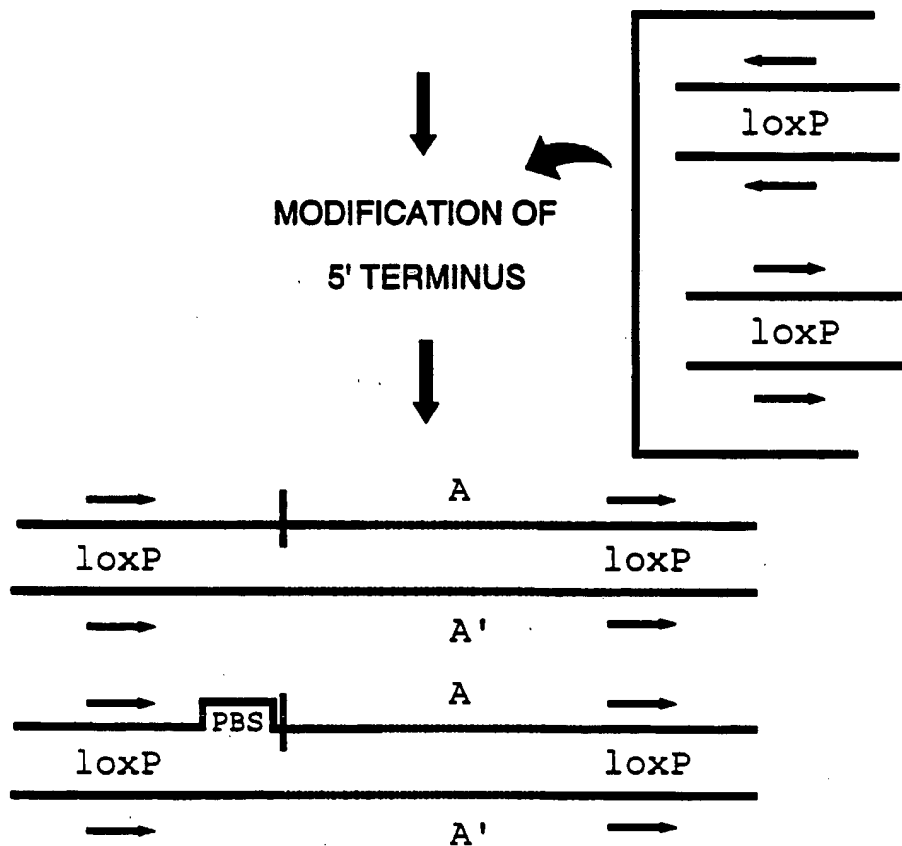 loxP
MODIFICATION OF
5' TERMINUS
loxP
A
loxP loxP
A'
A
PBS
loxP loxP
A'